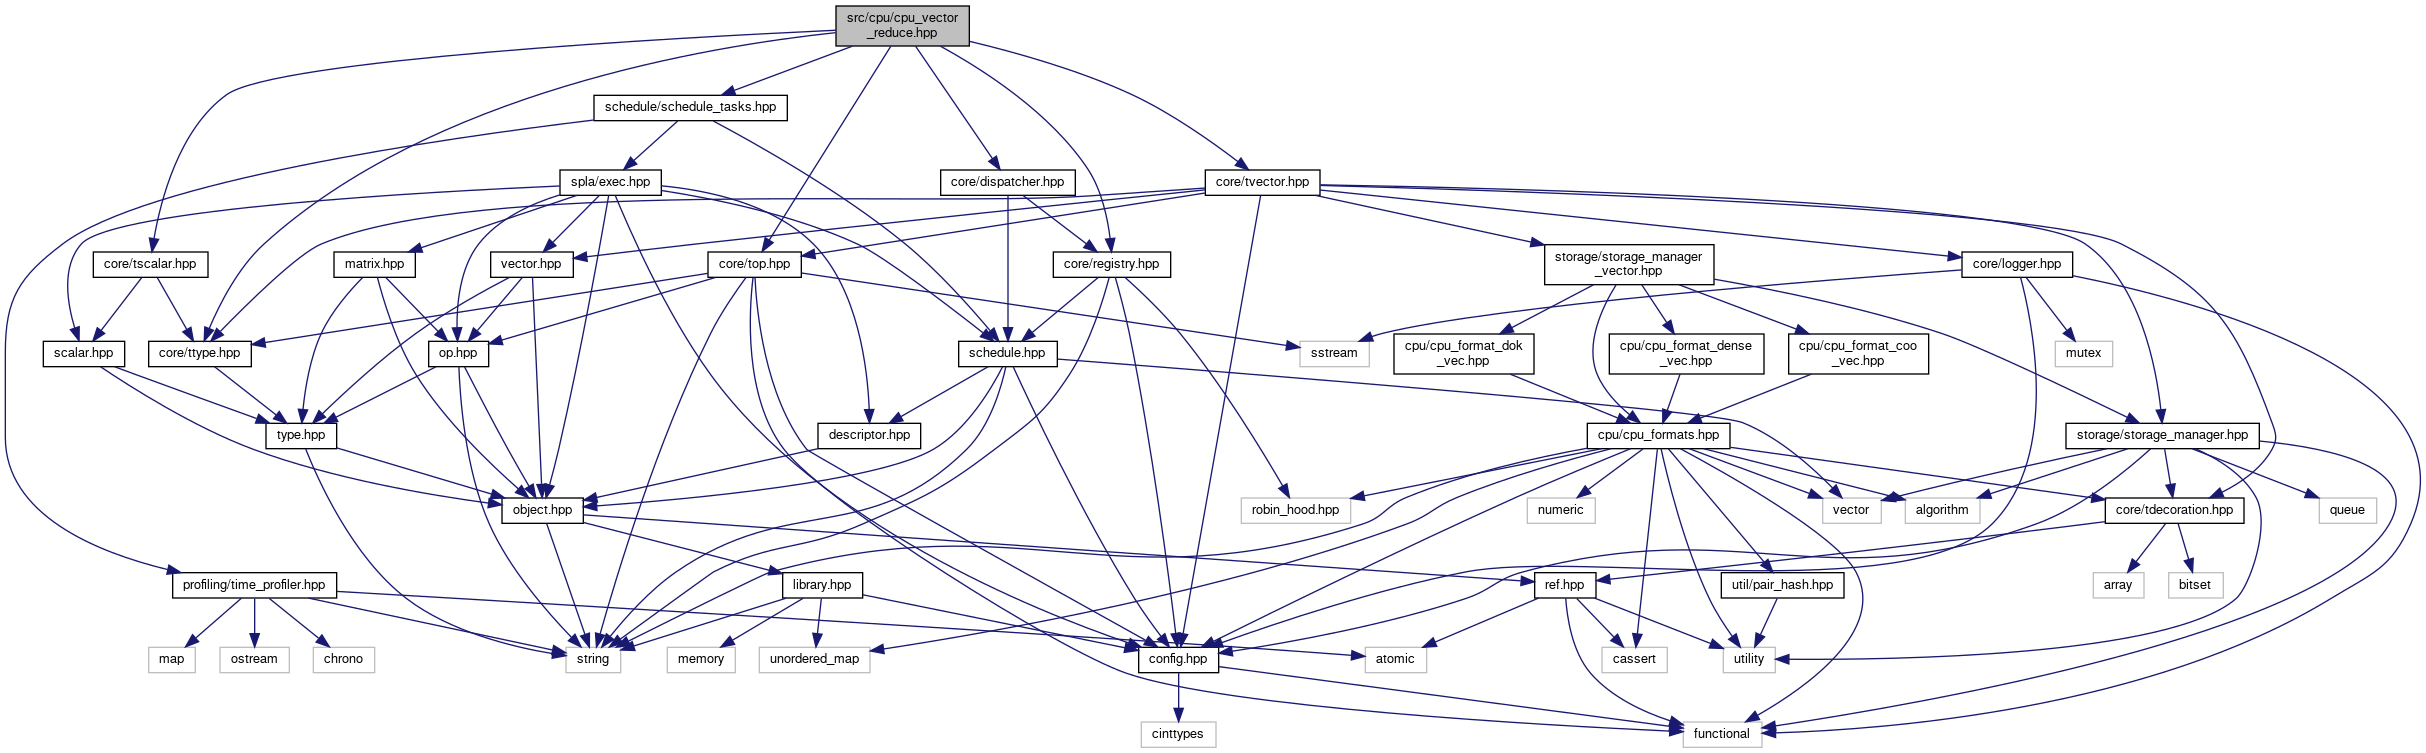 src/cpu/cpu_vector
_reduce.hpp
schedule/schedule_tasks.hpp
spla/exec.hpp
core/dispatcher.hpp
core/tvector.hpp
core/tscalar.hpp
matrix.hpp
vector.hpp
core/top.hpp
core/registry.hpp
storage/storage_manager
_vector.hpp
core/logger.hpp
scalar.hpp
core/ttype.hpp
op.hpp
schedule.hpp
sstream
cpu/cpu_format_dok
_vec.hpp
cpu/cpu_format_dense
_vec.hpp
cpu/cpu_format_coo
_vec.hpp
mutex
type.hpp
descriptor.hpp
cpu/cpu_formats.hpp
storage/storage_manager.hpp
object.hpp
robin_hood.hpp
numeric
vector
algorithm
core/tdecoration.hpp
queue
profiling/time_profiler.hpp
library.hpp
ref.hpp
util/pair_hash.hpp
array
bitset
map
ostream
chrono
string
memory
unordered_map
config.hpp
atomic
cassert
utility
cinttypes
functional